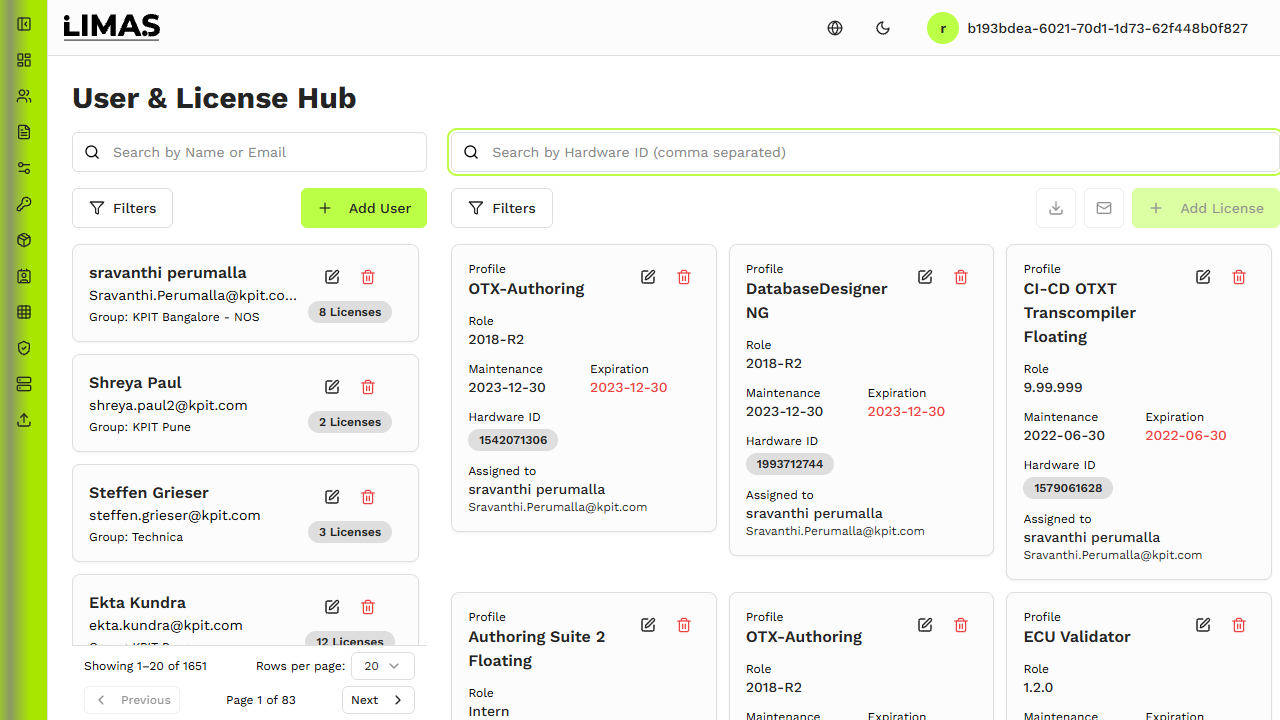 LIMAS
r
b193bdea-6021-70d1-1d73-62f448b0f827
User & License Hub
Search by Name or Email
Search by Hardware ID (comma separated)
Filters
Add User
Filters
Add License
sravanthi perumalla
Sravanthi.Perumalla@kpit.co...
8 Licenses
Group: KPIT Bangalore - NOS
Shreya Paul
shreya.paul2@kpit.com
2 Licenses
Group: KPIT Pune
Steffen Grieser
steffen.grieser@kpit.com
3 Licenses
Group: Technica
Ekta Kundra
ekta.kundra@kpit.com
12 Licenses
Showing 1–20 of 1651
Rows per page:
20
Previous
Page 1 of 83
Next
Profile
OTX-Authoring
Role
2018-R2
Maintenance
Expiration
2023-12-30
2023-12-30
Hardware ID
1542071306
Assigned to
sravanthi perumalla
Sravanthi.Perumalla@kpit.com
Profile
DatabaseDesigner
NG
Role
2018-R2
Maintenance
Expiration
2023-12-30
2023-12-30
Hardware ID
1993712744
Assigned to
sravanthi perumalla
Sravanthi.Perumalla@kpit.com
Profile
CI-CD OTXT
Transcompiler
Floating
Role
9.99.999
Maintenance
Expiration
2022-06-30
2022-06-30
Hardware ID
1579061628
Assigned to
sravanthi perumalla
Sravanthi.Perumalla@kpit.com
Profile
Authoring Suite 2
Floating
Role
Intern
Profile
OTX-Authoring
Role
2018-R2
Maintenance
Expiration
Profile
ECU Validator
Role
1.2.0
Maintenance
Expiration